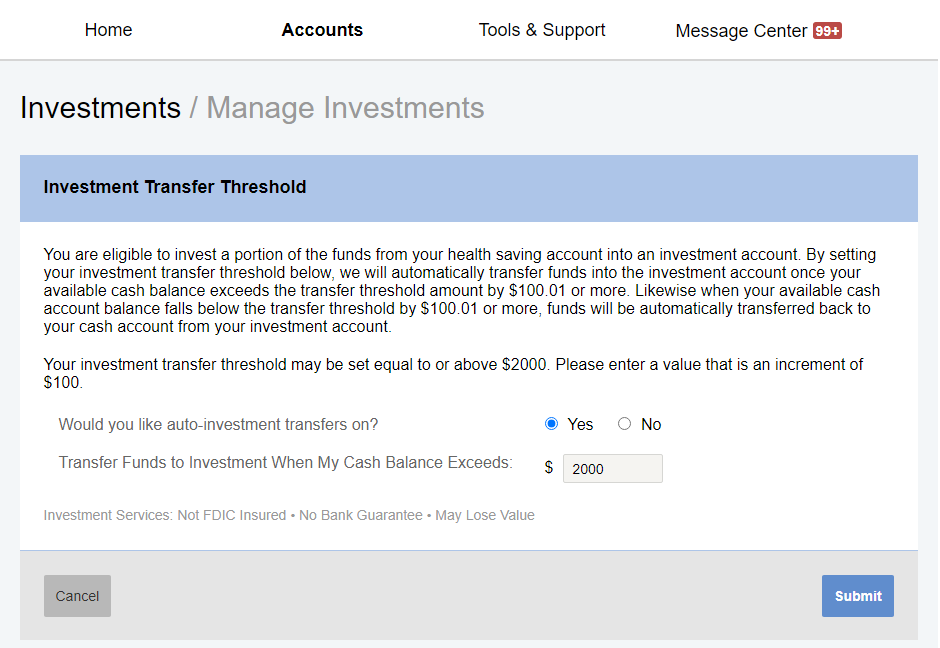 Home
Accounts
Tools & Support
Message Center 99+
Investments / Manage Investments
Investment Transfer Threshold
You are eligible to invest a portion of the funds from your health saving account into an investment account. By setting
your investment transfer threshold below, we will automatically transfer funds into the investment account once your
available cash balance exceeds the transfer threshold amount by $100.01 or more. Likewise when your available cash
account balance falls below the transfer threshold by $100.01 or more, funds will be automatically transferred back to
your cash account from your investment account.
Your investment transfer threshold may be set equal to or above $2000. Please enter a value that is an increment of
$100.
Would you like auto-investment transfers on? Yes No
Transfer Funds to Investment When My Cash Balance Exceeds: $ 2000
Investment Services: Not FDIC Insured • No Bank Guarantee • May Lose Value
Cancel
Submit